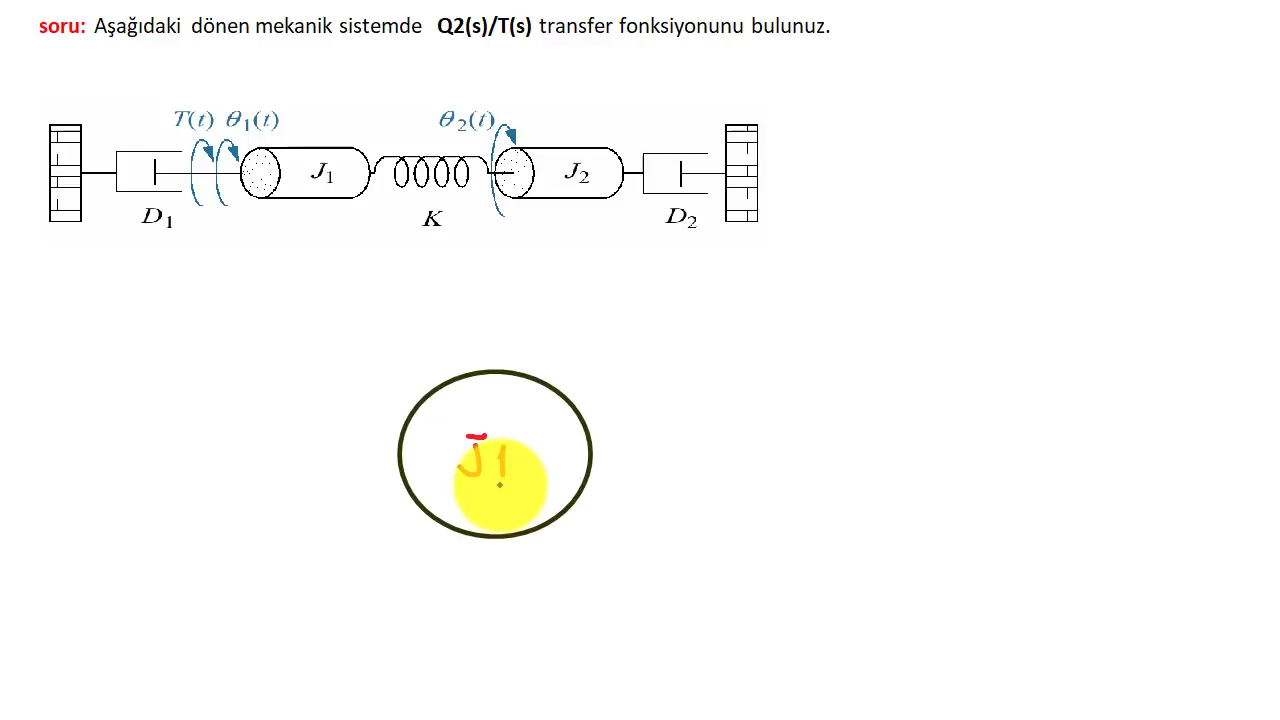 soru: Aşağıdaki dönen mekanik sistemde Q2(s)/T(s) transfer fonksiyonunu bulunuz.
T(t) θ1(t) θ2(t)
J1 J2
D1 K D2
J1